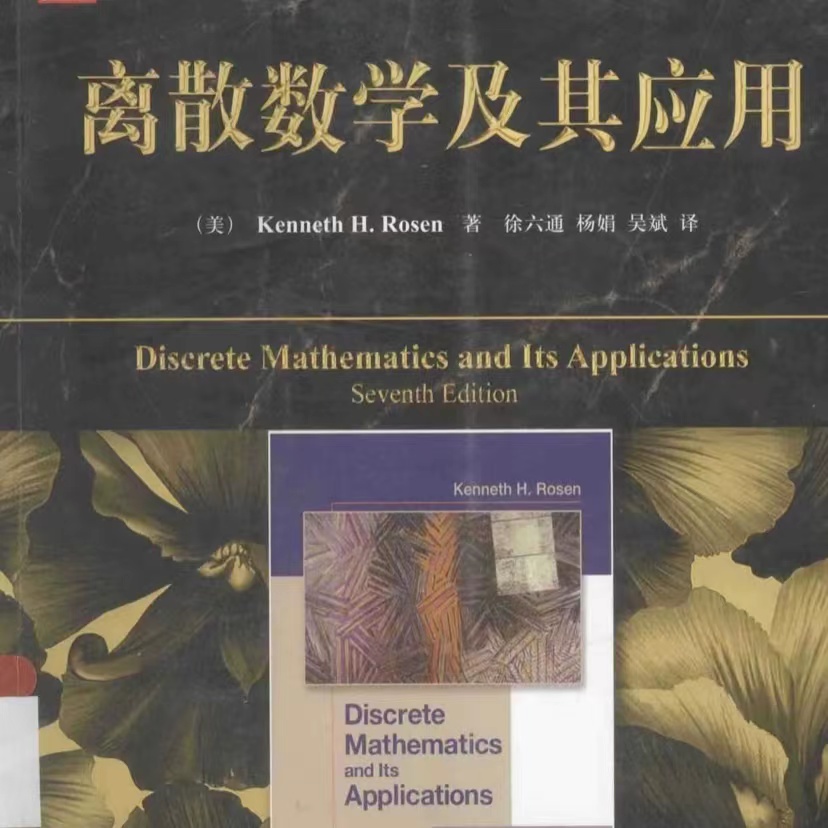 离散数学及其应用
（美） Kenneth H. Rosen 著 徐六通 杨娟 吴斌 译
Discrete Mathematics and Its Applications
Seventh Edition
Kenneth H. Rosen
Discrete
Mathematics
and Its
Applications